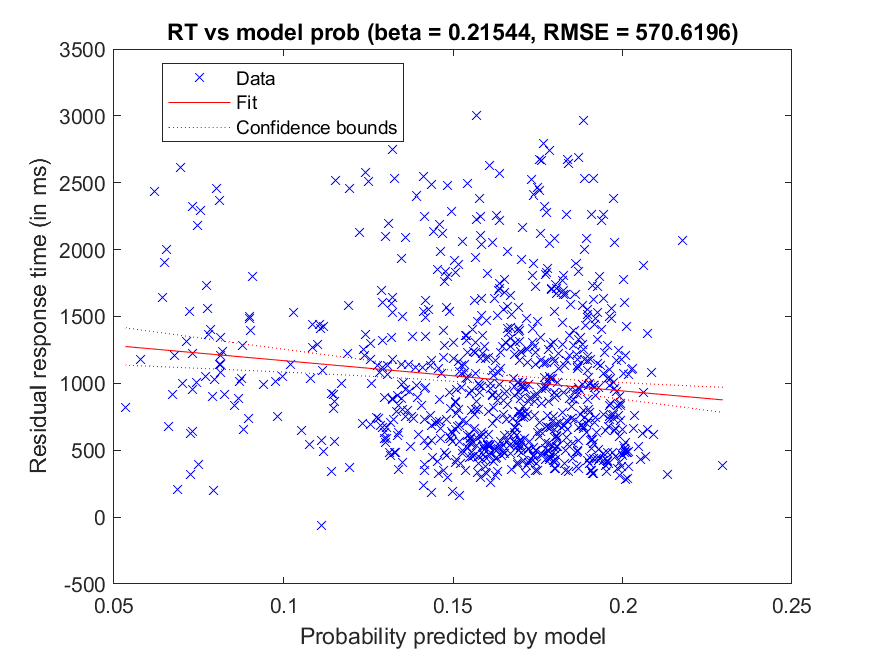 RT vs model prob (beta = 0.21544, RMSE = 570.6196)
3500
3000
2500
2000
1500
1000
500
0
-500
Residual response time (in ms)
Data
Fit
Confidence bounds
0.05 0.1 0.15 0.2 0.25
Probability predicted by model